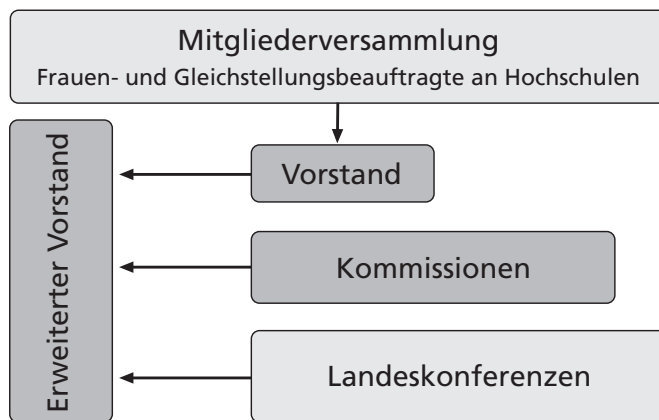 Mitgliederversammlung
Frauen- und Gleichstellungsbeauftragte an Hochschulen
Erweiterter Vorstand
Vorstand
Kommissionen
Landeskonferenzen